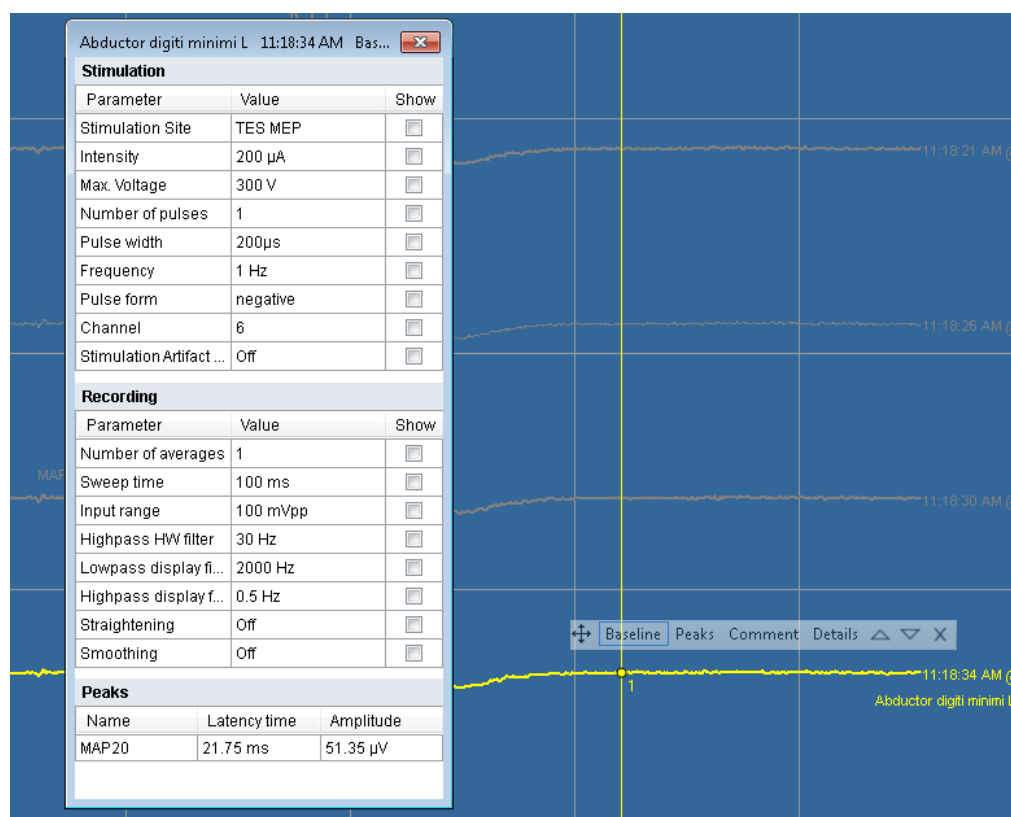 Abductor digiti minimi L 11:18:34 AM Bas...
Stimulation
Parameter Value Show
Stimulation Site TES MEP
Intensity 200 µA
Max. Voltage 300 V
Number of pulses 1
Pulse width 200µs
Frequency 1 Hz
Pulse form negative
Channel 6
Stimulation Artifact ... Off
Recording
Parameter Value Show
Number of averages 1
Sweep time 100 ms
Input range 100 mVpp
Highpass HW filter 30 Hz
Lowpass display fi... 2000 Hz
Highpass display f... 0.5 Hz
Straightening Off
Smoothing Off
Peaks
Name Latency time Amplitude
MAP20 21.75 ms 51.35 µV
11:18:21 AM
11:18:26 AM
MAP
11:18:30 AM
Baseline Peaks Comment Details
11:18:34 AM
1
Abductor digiti minimi L